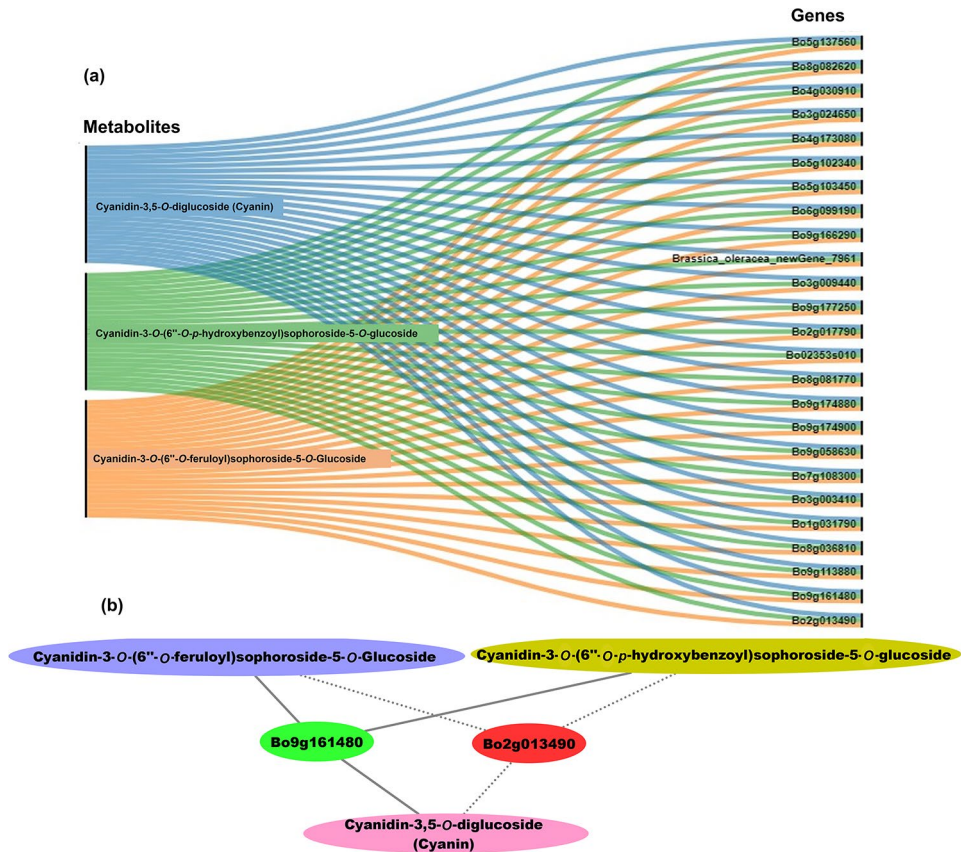 (a)
Metabolites
Cyanidin-3,5-O-diglucoside (Cyanin)
Cyanidin-3-O-(6"-O-p-hydroxybenzoyl)sophoroside-5-O-glucoside
Cyanidin-3-O-(6"-O-feruloyl)sophoroside-5-O-Glucoside
Genes
Bo5g137560
Bo8g082620
Bo4g030910
Bo3g024650
Bo4g173080
Bo5g102340
Bo5g103450
Bo6g099190
Bo9g166290
Brassica_oleracea_newGene_7961
Bo3g009440
Bo9g177250
Bo2g017790
Bo02353s010
Bo8g081770
Bo9g174880
Bo9g174900
Bo9g058630
Bo7g108300
Bo3g003410
Bo1g031790
Bo8g036810
Bo9g113880
Bo9g161480
Bo2g013490
(b)
Cyanidin-3-O-(6"-O-feruloyl)sophoroside-5-O-Glucoside
Cyanidin-3-O-(6"-O-p-hydroxybenzoyl)sophoroside-5-O-glucoside
Bo9g161480
Bo2g013490
Cyanidin-3,5-O-diglucoside
(Cyanin)